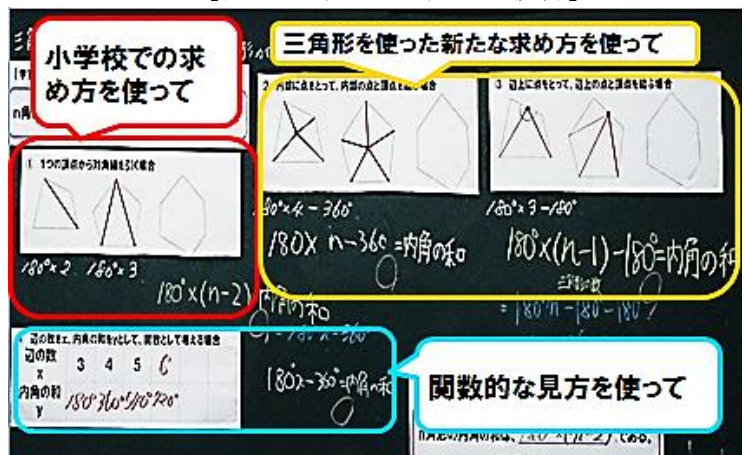 小学校での求
め方を使って
三角形を使った新たな求め方を使って
n角
1 1つの頂点から対角線を引く場合
180°×2 180°×3
180°×(n-2)
内角の和
2 内部に点をとって、内部の点と頂点を結ぶ場合
180°×4-360°
180× n-360=内角の和
3 辺上に点をとって、辺上の点と頂点を結ぶ場合
180°×3-180°
180°×(n-1)-180°=内角の和
三角形の数
=180°n-180-180
辺の数をx、内角の和をyとして、関数として考える場合
辺の数
x 3 4 5 6
内角の和
y 180° 360° 540° 720°
180x-360=内角の和
関数的な見方を使って
n角形の内角の和は、180°×(n-2)である。